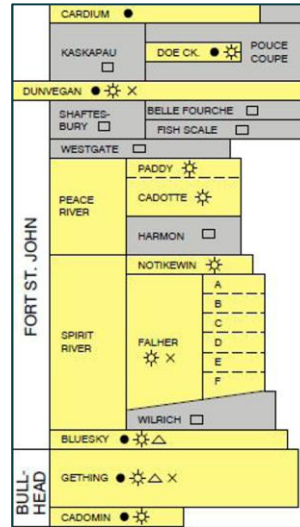 CARDIUM
KASKAPAU
DOE CK.
POUCE
COUPE
DUNVEGAN
SHAFTES-
BURY
BELLE FOURCHE
FISH SCALE
WESTGATE
FORT ST. JOHN
PEACE
RIVER
PADDY
CADOTTE
HARMON
SPIRIT
RIVER
NOTIKEWIN
FALHER
A
B
C
D
E
F
WILRICH
BLUESKY
BULL-
HEAD
GETHING
CADOMIN